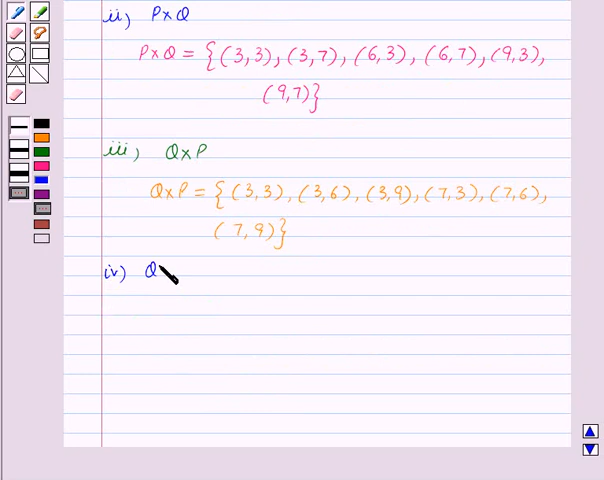 ii) P×Q
P×Q = {(3,3), (3,7), (6,3), (6,7), (9,3),
(9,7)}
iii) Q×P
Q×P = { (3,3), (3,6), (3,9), (7,3), (7,6),
(7,9)}
iv) Q